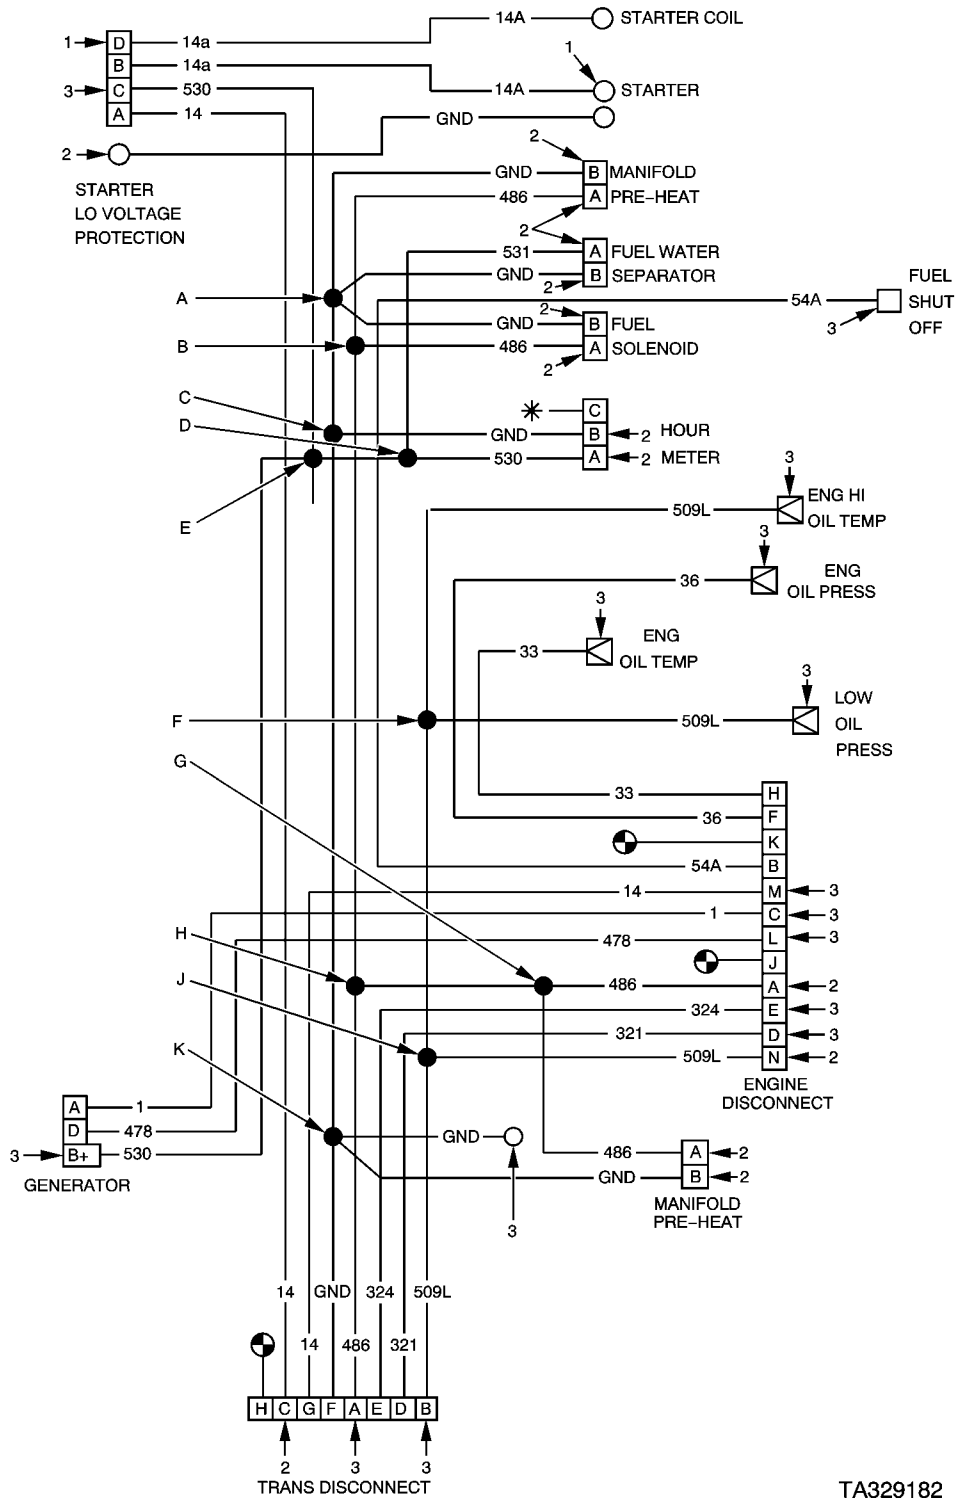 14A STARTER COIL
1 D 14a
B 14a
1
3 C 530
14A STARTER
A 14
GND
2
2
STARTER
LO VOLTAGE
PROTECTION
GND B MANIFOLD
486 A PRE-HEAT
2
531 A FUEL WATER
GND B SEPARATOR
2
A
54A
FUEL
SHUT
OFF
3
2
GND B FUEL
B
486 A SOLENOID
2
C
* C
D
GND B 2 HOUR
530 A 2 METER
E
3
509L ENG HI
OIL TEMP
3
36 ENG
OIL PRESS
3
33 ENG
OIL TEMP
3
F
509L LOW
OIL
PRESS
G
33 H
36 F
K
54A B
14 M 3
1 C 3
H
478 L 3
J
J
486 A 2
324 E 3
321 D 3
K
509L N 2
ENGINE
DISCONNECT
A 1
D 478
3 B+ 530
GENERATOR
GND
3
486 A 2
GND B 2
MANIFOLD
PRE-HEAT
14 GND 324 509L
14 486 321
H C G F A E D B
2 3 3
TRANS DISCONNECT
TA329182